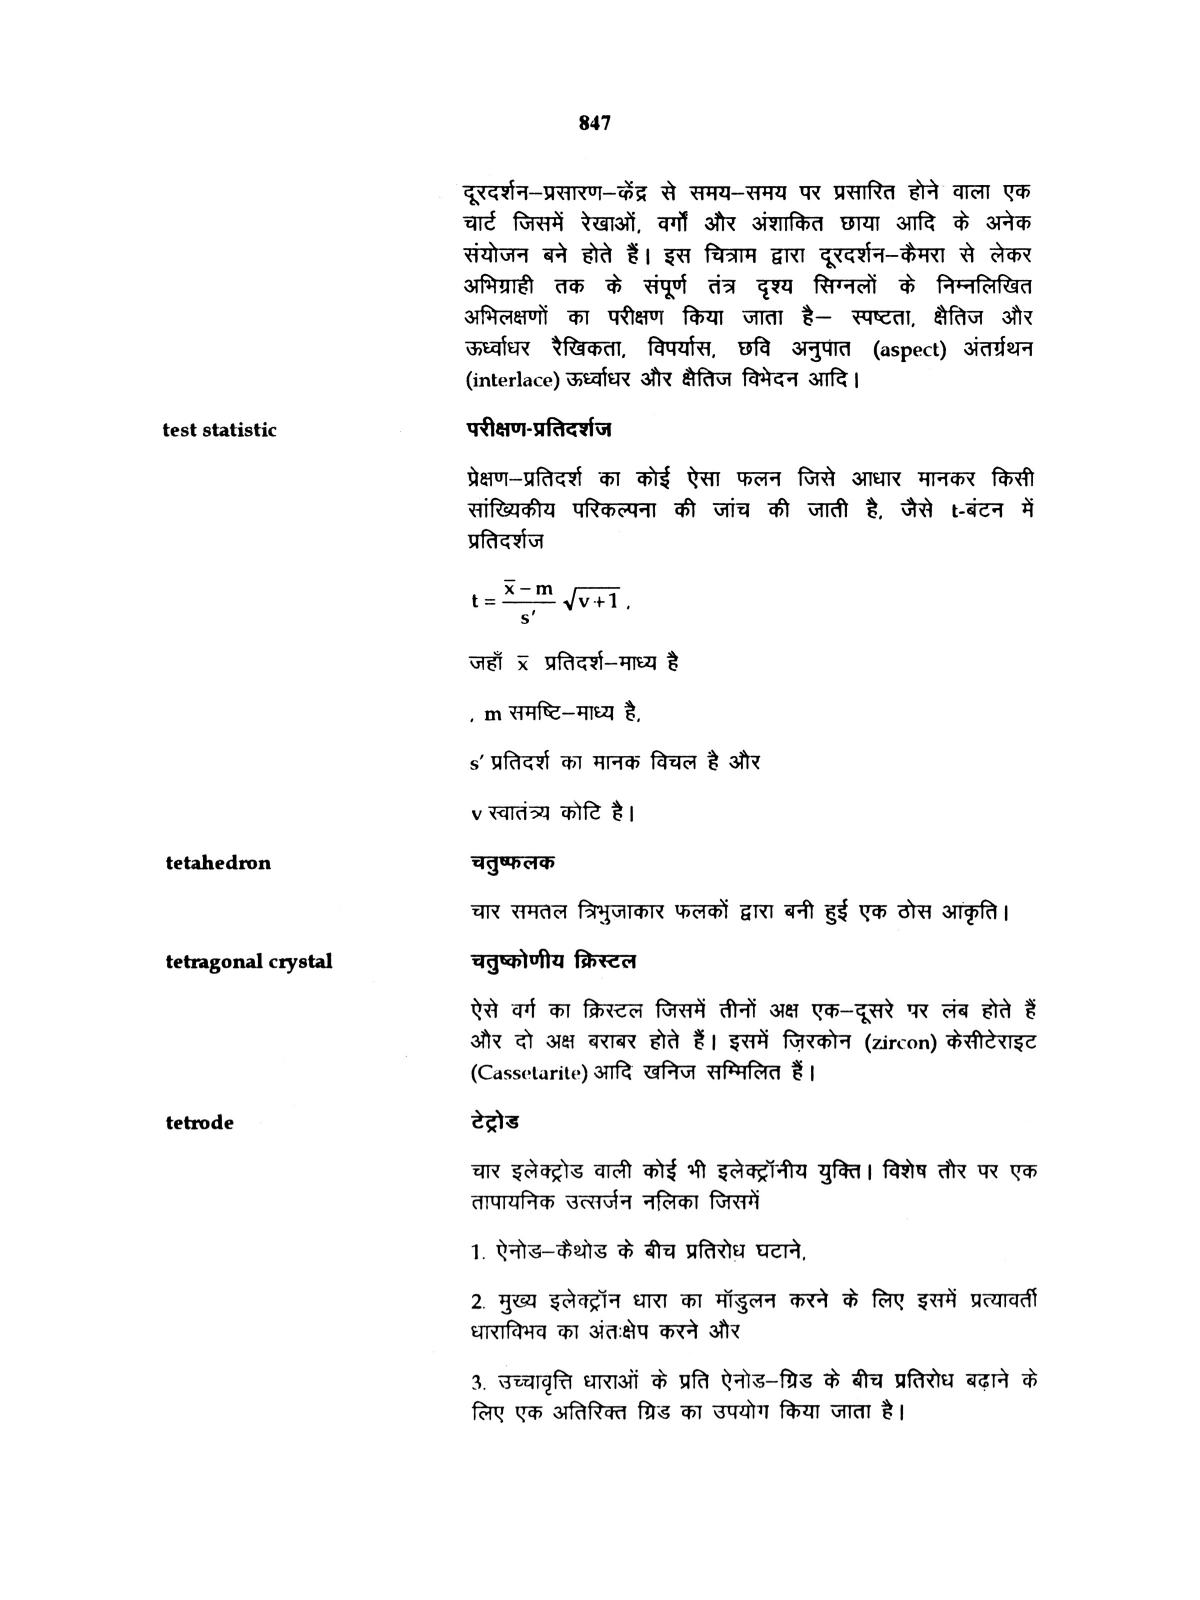 847
दूरदर्शन–प्रसारण–केंद्र से समय–समय पर प्रसारित होने वाला एक
चार्ट जिसमें रेखाओं, वर्गों और अंशाकित छाया आदि के अनेक
संयोजन बने होते हैं। इस चित्राम द्वारा दूरदर्शन–कैमरा से लेकर
अभिग्राही तक के संपूर्ण तंत्र दृश्य सिग्नलों के निम्नलिखित
अभिलक्षणों का परीक्षण किया जाता है– स्पष्टता, क्षैतिज और
ऊर्ध्वाधर रैखिकता, विपर्यास, छवि अनुपात (aspect) अंतर्ग्रथन
(interlace) ऊर्ध्वाधर और क्षैतिज विभेदन आदि।
test statistic परीक्षण-प्रतिदर्शज
प्रेक्षण–प्रतिदर्श का कोई ऐसा फलन जिसे आधार मानकर किसी
सांख्यिकीय परिकल्पना की जांच की जाती है, जैसे t-बंटन में
प्रतिदर्शज
t = (x̄ – m)/s′ √(v+1) ,
जहाँ x̄ प्रतिदर्श–माध्य है
, m समष्टि–माध्य है,
s′ प्रतिदर्श का मानक विचल है और
v स्वातंत्र्य कोटि है।
tetahedron चतुष्फलक
चार समतल त्रिभुजाकार फलकों द्वारा बनी हुई एक ठोस आकृति।
tetragonal crystal चतुष्कोणीय क्रिस्टल
ऐसे वर्ग का क्रिस्टल जिसमें तीनों अक्ष एक–दूसरे पर लंब होते हैं
और दो अक्ष बराबर होते हैं। इसमें ज़िरकोन (zircon) केसीटेराइट
(Cassetarite) आदि खनिज सम्मिलित हैं।
tetrode टेट्रोड
चार इलेक्ट्रोड वाली कोई भी इलेक्ट्रॉनीय युक्ति। विशेष तौर पर एक
तापायनिक उत्सर्जन नलिका जिसमें
1. ऐनोड–कैथोड के बीच प्रतिरोध घटाने,
2. मुख्य इलेक्ट्रॉन धारा का मॉडुलन करने के लिए इसमें प्रत्यावर्ती
धाराविभव का अंतःक्षेप करने और
3. उच्चावृत्ति धाराओं के प्रति ऐनोड–ग्रिड के बीच प्रतिरोध बढ़ाने के
लिए एक अतिरिक्त ग्रिड का उपयोग किया जाता है।